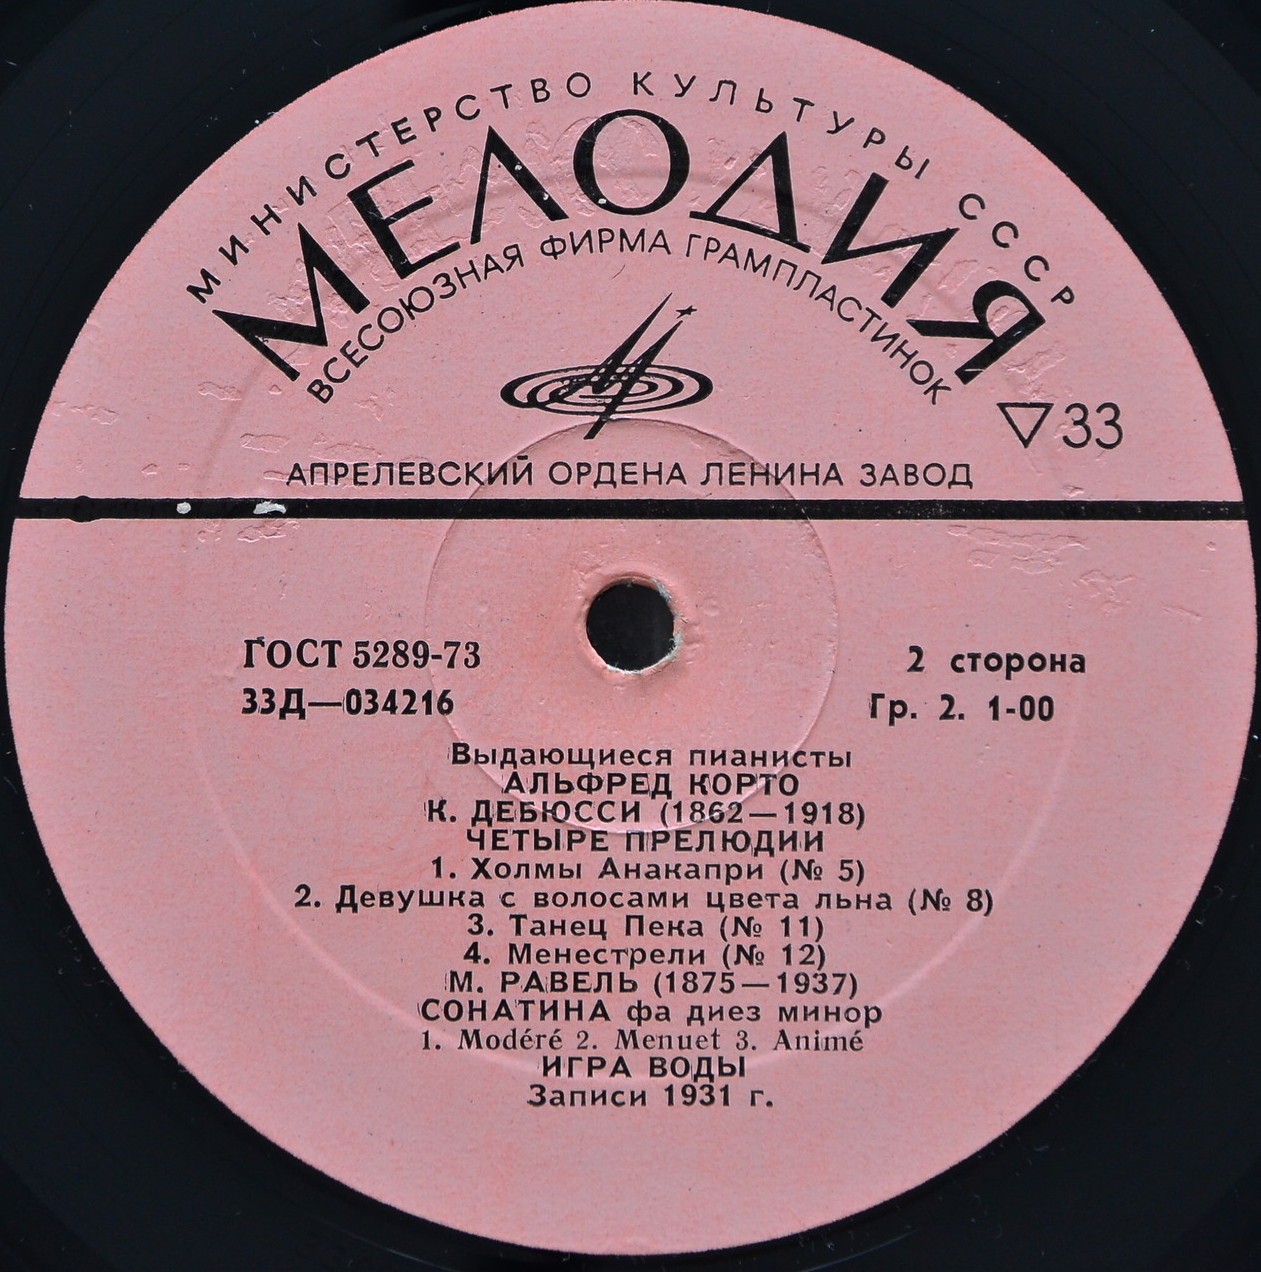 МИНИСТЕРСТВО КУЛЬТУРЫ СССР
МЕЛОДИЯ
ВСЕСОЮЗНАЯ ФИРМА ГРАМПЛАСТИНОК
▽33
АПРЕЛЕВСКИЙ ОРДЕНА ЛЕНИНА ЗАВОД
ГОСТ 5289-73
2 сторона
33Д—034216
Гр. 2. 1-00
Выдающиеся пианисты
АЛЬФРЕД КОРТО
К. ДЕБЮССИ (1862—1918)
ЧЕТЫРЕ ПРЕЛЮДИИ
1. Холмы Анакапри (№ 5)
2. Девушка с волосами цвета льна (№ 8)
3. Танец Пека (№ 11)
4. Менестрели (№ 12)
М. РАВЕЛЬ (1875—1937)
СОНАТИНА фа диез минор
1. Modéré 2. Menuet 3. Animé
ИГРА ВОДЫ
Записи 1931 г.